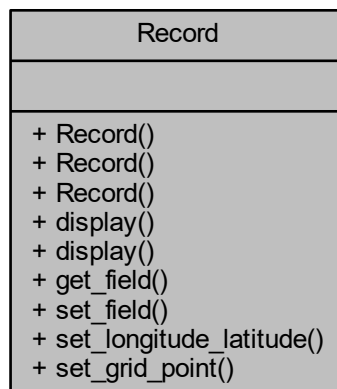 Record
+ Record()
+ Record()
+ Record()
+ display()
+ display()
+ get_field()
+ set_field()
+ set_longitude_latitude()
+ set_grid_point()